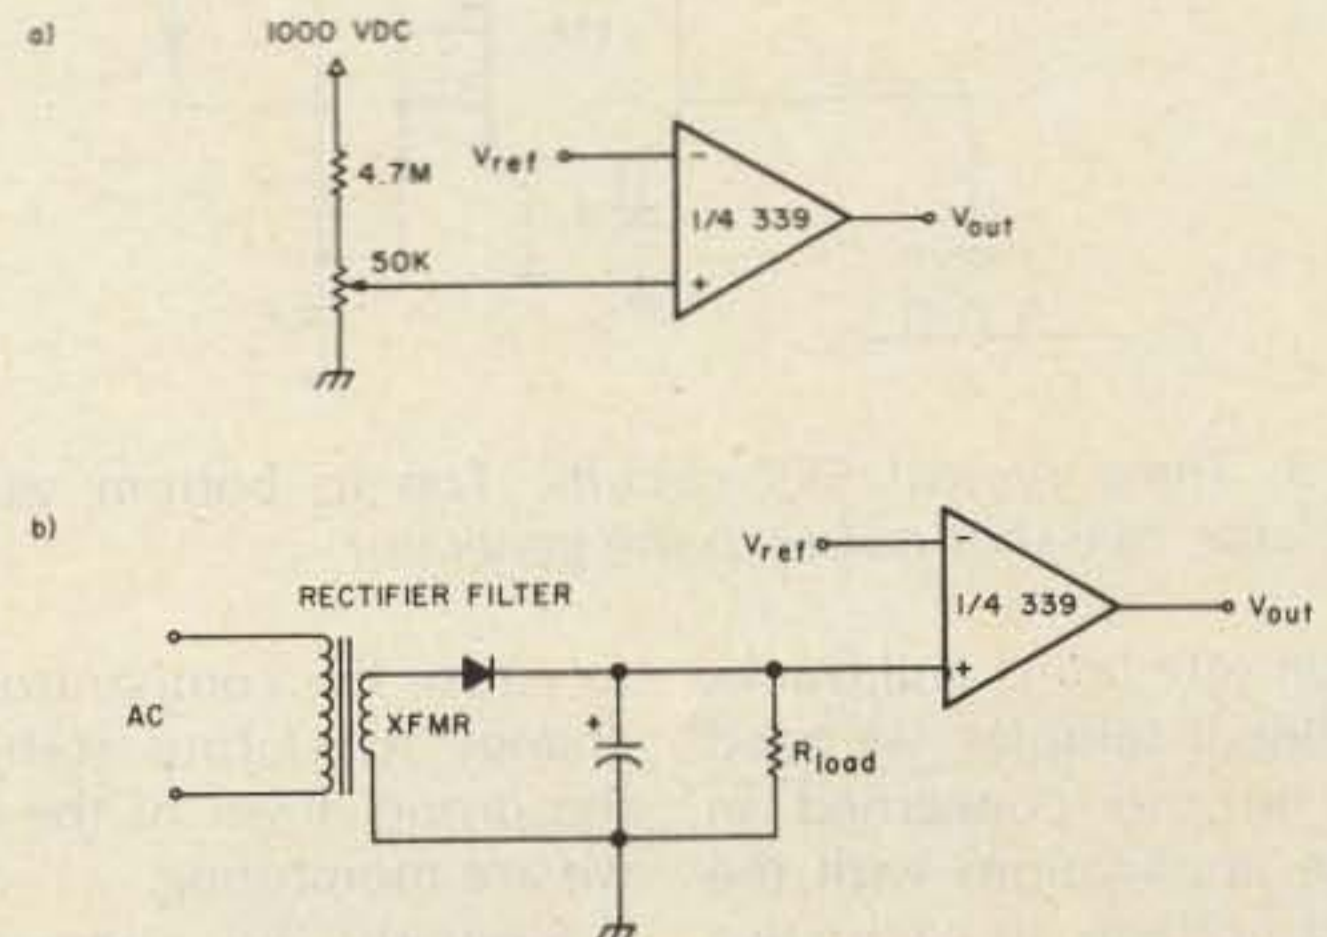 a)
1000 VDC
4.7M
Vref
-
1/4 339
Vout
50K
+
b)
Vref
-
RECTIFIER FILTER
1/4 339
Vout
+
AC
XFMR
+
Rload